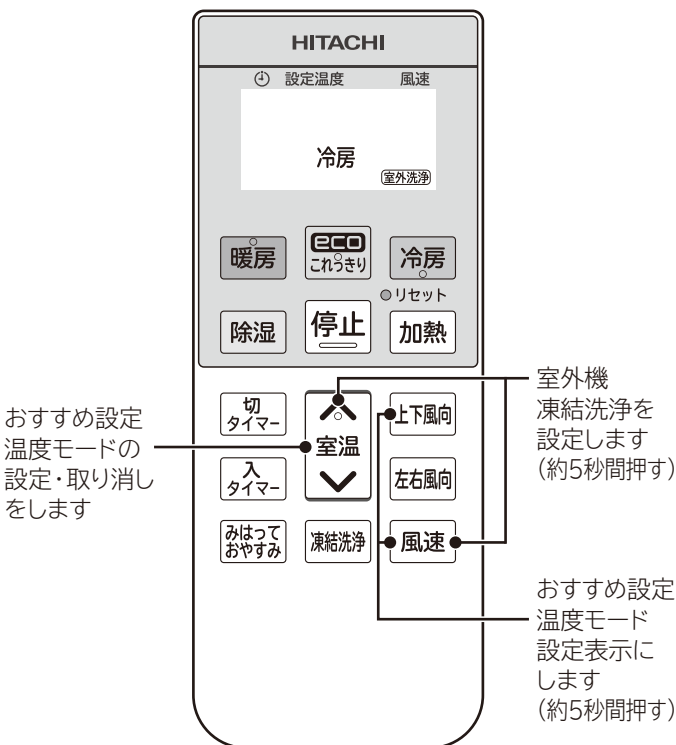 HITACHI
設定温度 風速
冷房
室外洗浄
暖房
eco
これっきり
冷房
リセット
除湿
停止
加熱
切
タイマー
室温
上下風向
入
タイマー
左右風向
みはって
おやすみ
凍結洗浄
風速
おすすめ設定
温度モードの
設定・取り消し
をします
室外機
凍結洗浄を
設定します
（約5秒間押す）
おすすめ設定
温度モード
設定表示に
します
（約5秒間押す）